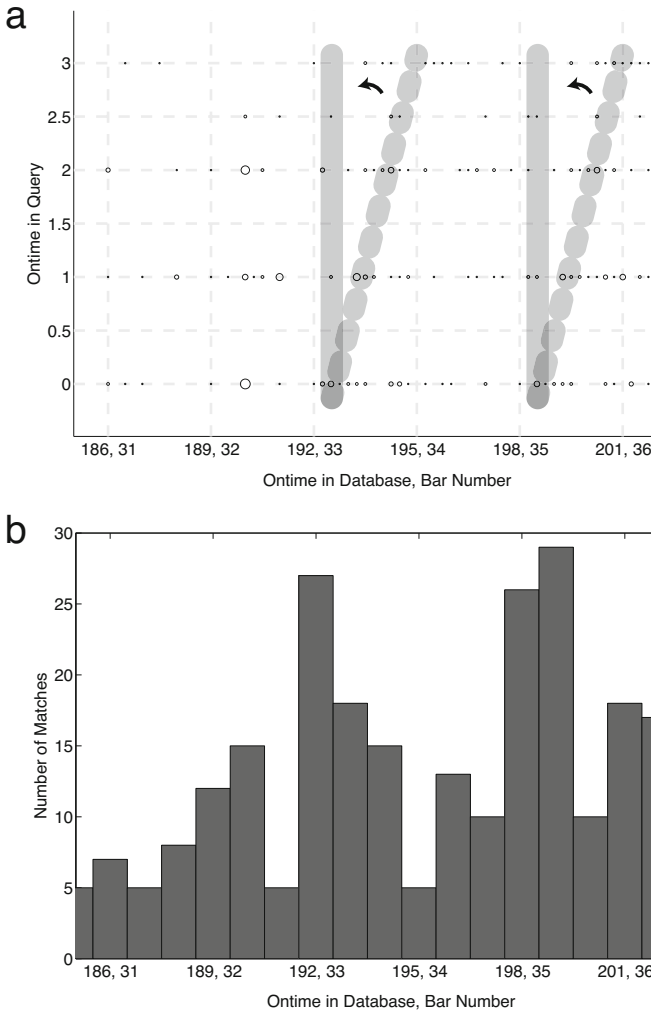 a
3
2.5
2
1.5
1
0.5
0
Ontime in Query
186, 31 189, 32 192, 33 195, 34 198, 35 201, 36
Ontime in Database, Bar Number
b
30
25
20
15
10
5
0
Number of Matches
186, 31 189, 32 192, 33 195, 34 198, 35 201, 36
Ontime in Database, Bar Number